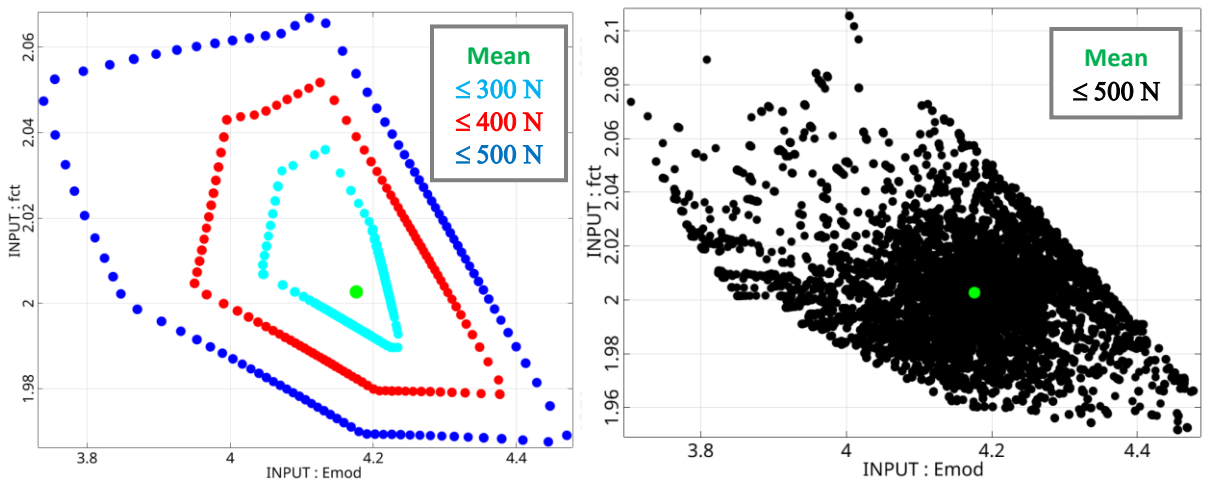 2.06
2.04
2.02
2
1.98
INPUT : fct
3.8
4
4.2
4.4
INPUT : Emod
Mean
≤ 300 N
≤ 400 N
≤ 500 N
2.1
2.08
2.06
2.04
2.02
2
1.98
1.96
INPUT : fct
3.8
4
4.2
4.4
INPUT : Emod
Mean
≤ 500 N